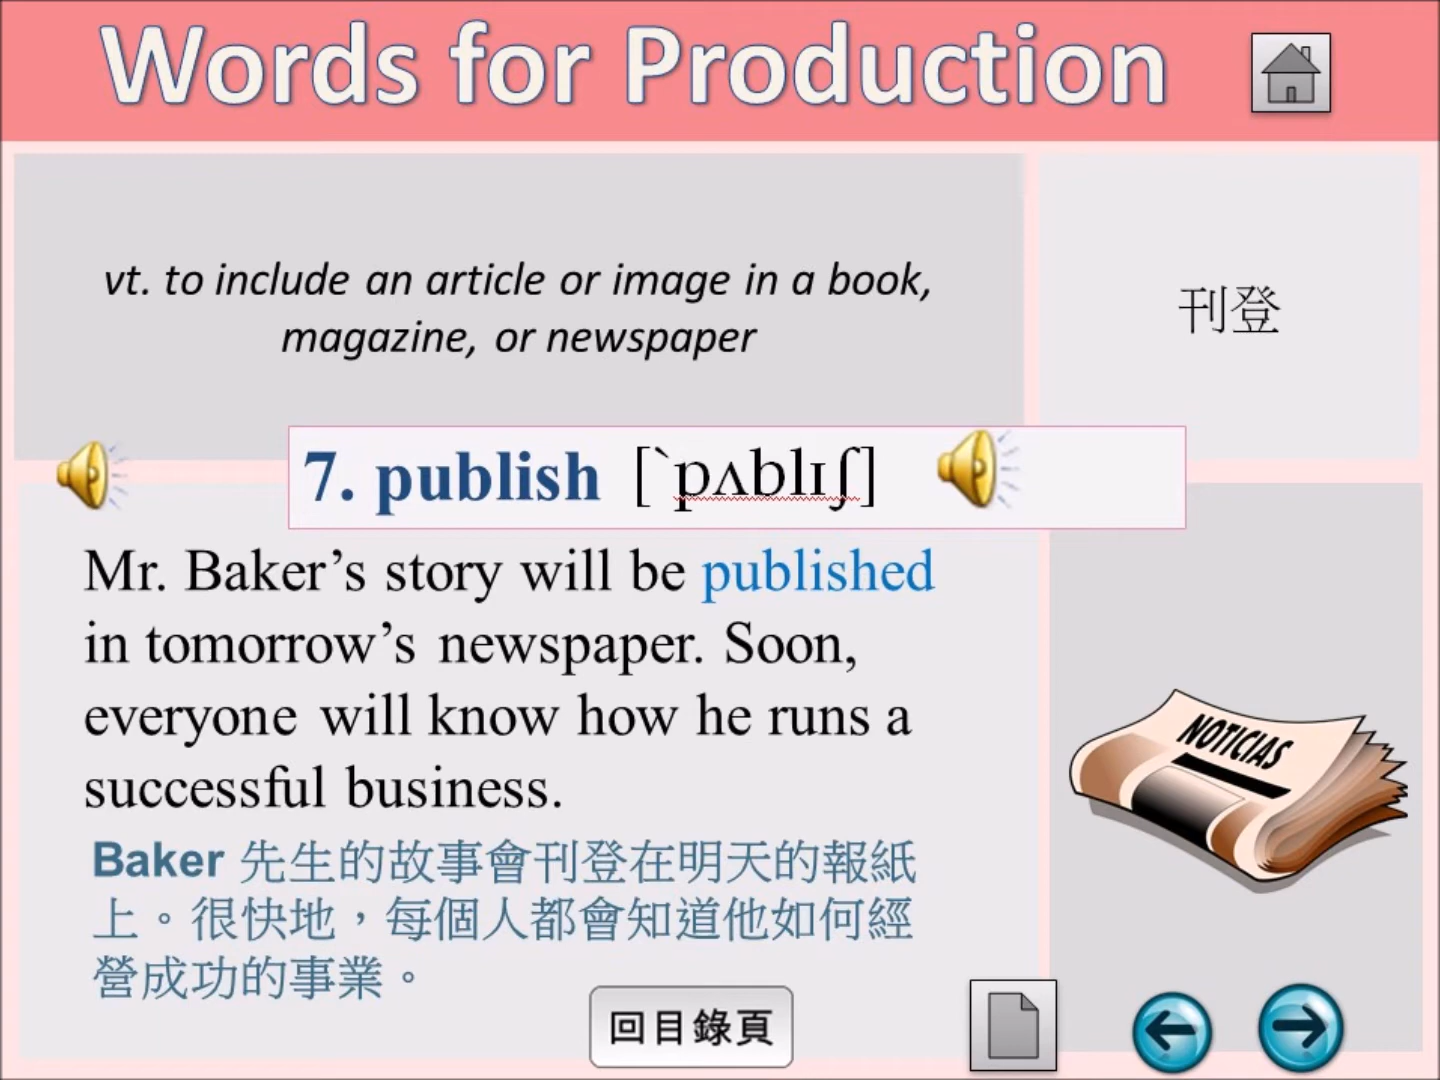 Words for Production
vt. to include an article or image in a book,
magazine, or newspaper
刊登
7. publish [ˋpʌblɪʃ]
Mr. Baker’s story will be published
in tomorrow’s newspaper. Soon,
everyone will know how he runs a
successful business.
Baker 先生的故事會刊登在明天的報紙
上。很快地，每個人都會知道他如何經
營成功的事業。
NOTICIAS
回目錄頁